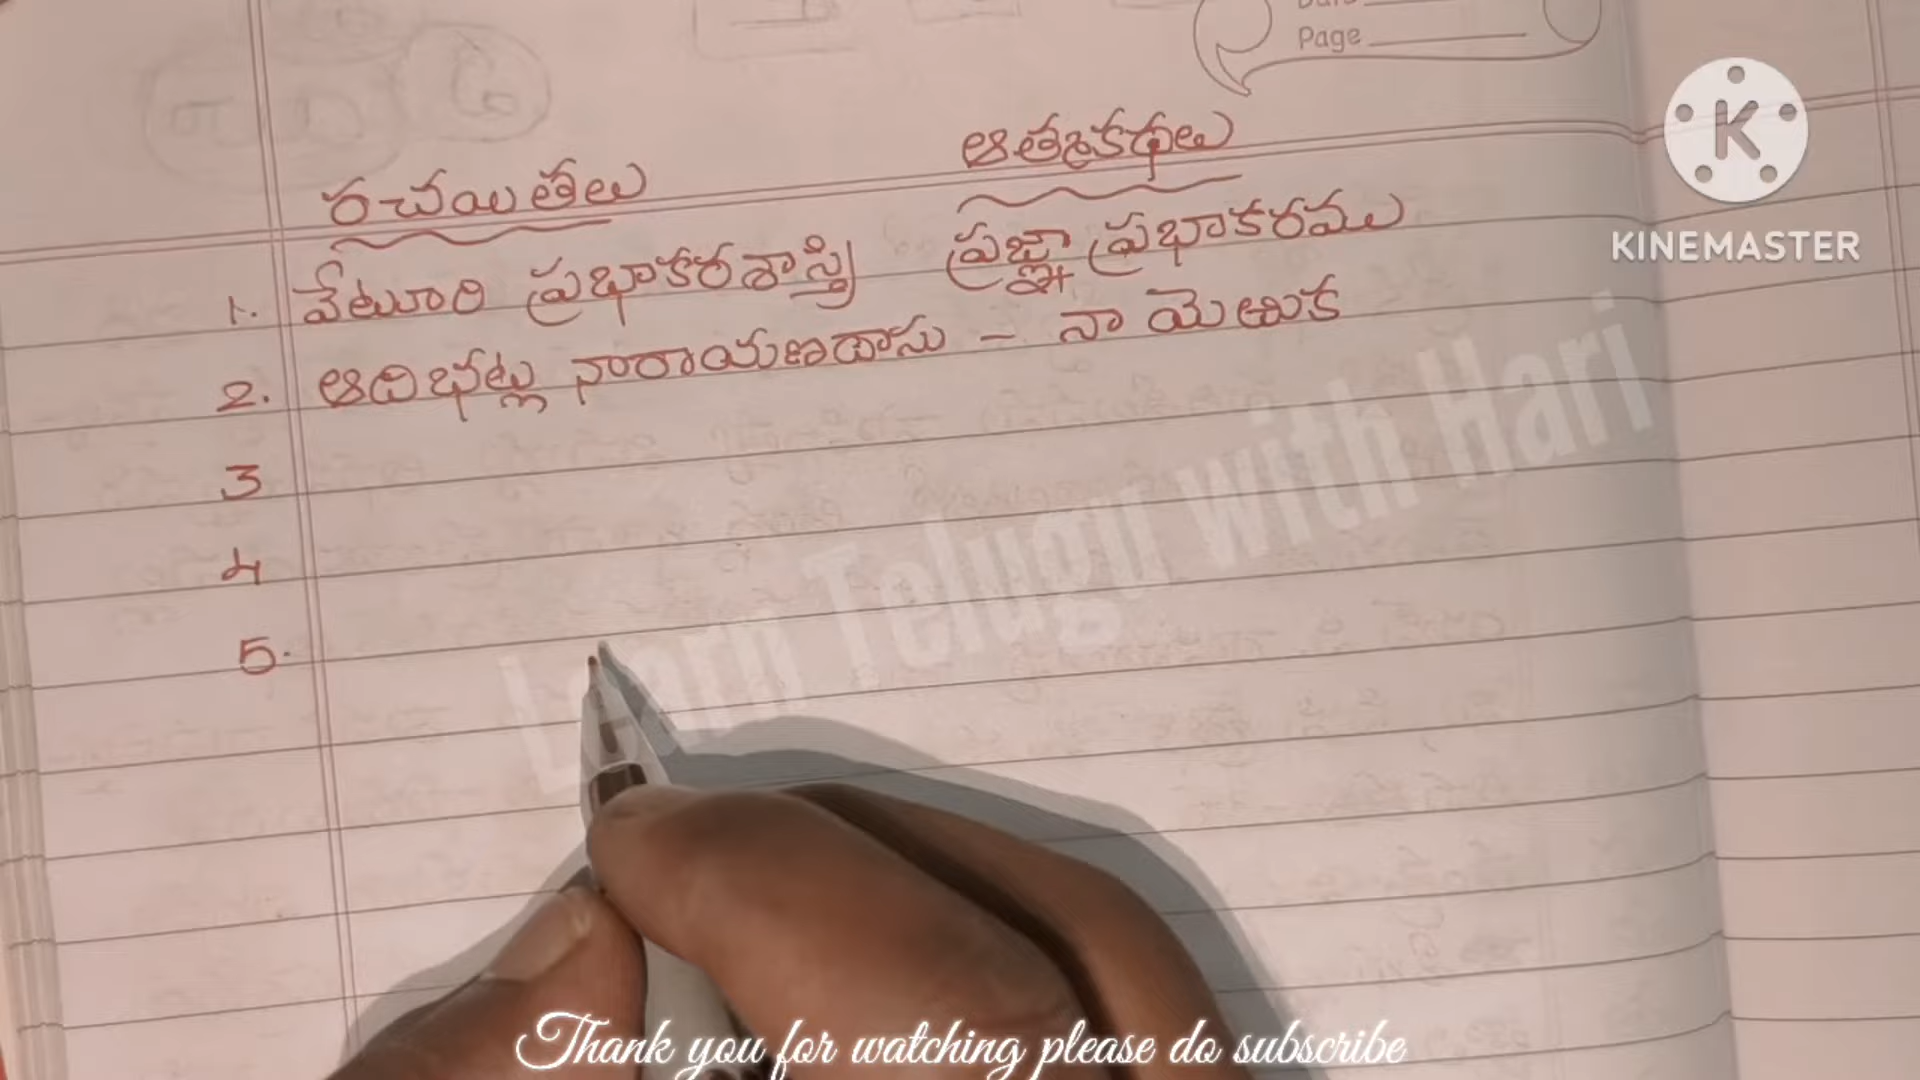 Page
రచయితలు ఆత్మకథలు
1. వేటూరి ప్రభాకరశాస్త్రి ప్రజ్ఞా ప్రభాకరము
2. ఆదిభట్ల నారాయణదాసు - నా యెఱుక
3
4
5.
K
KINEMASTER
Learn Telugu with Hari
Thank you for watching please do subscribe